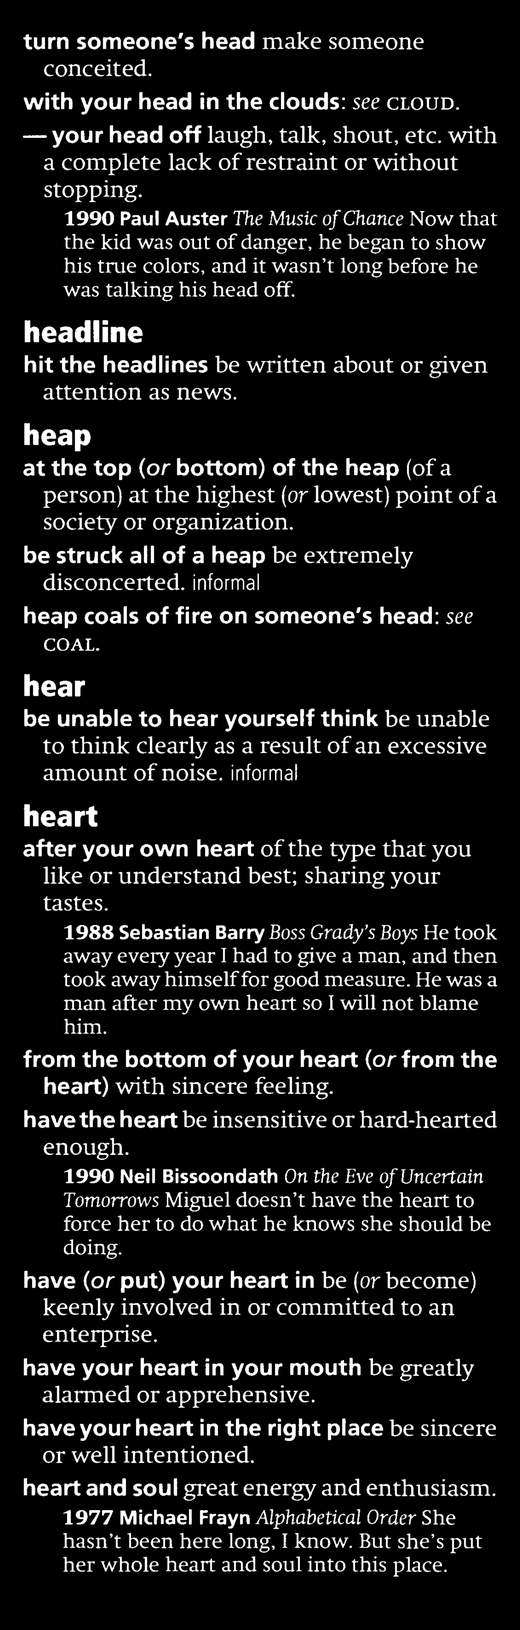 turn someone's head make someone
conceited.
with your head in the clouds: see CLOUD.
— your head off laugh, talk, shout, etc. with
a complete lack of restraint or without
stopping.
1990 Paul Auster The Music of Chance Now that
the kid was out of danger, he began to show
his true colors, and it wasn't long before he
was talking his head off.
headline
hit the headlines be written about or given
attention as news.
heap
at the top (or bottom) of the heap (of a
person) at the highest (or lowest) point of a
society or organization.
be struck all of a heap be extremely
disconcerted. informal
heap coals of fire on someone's head: see
COAL.
hear
be unable to hear yourself think be unable
to think clearly as a result of an excessive
amount of noise. informal
heart
after your own heart of the type that you
like or understand best; sharing your
tastes.
1988 Sebastian Barry Boss Grady's Boys He took
away every year I had to give a man, and then
took away himself for good measure. He was a
man after my own heart so I will not blame
him.
from the bottom of your heart (or from the
heart) with sincere feeling.
have the heart be insensitive or hard-hearted
enough.
1990 Neil Bissoondath On the Eve of Uncertain
Tomorrows Miguel doesn't have the heart to
force her to do what he knows she should be
doing.
have (or put) your heart in be (or become)
keenly involved in or committed to an
enterprise.
have your heart in your mouth be greatly
alarmed or apprehensive.
have your heart in the right place be sincere
or well intentioned.
heart and soul great energy and enthusiasm.
1977 Michael Frayn Alphabetical Order She
hasn't been here long, I know. But she's put
her whole heart and soul into this place.